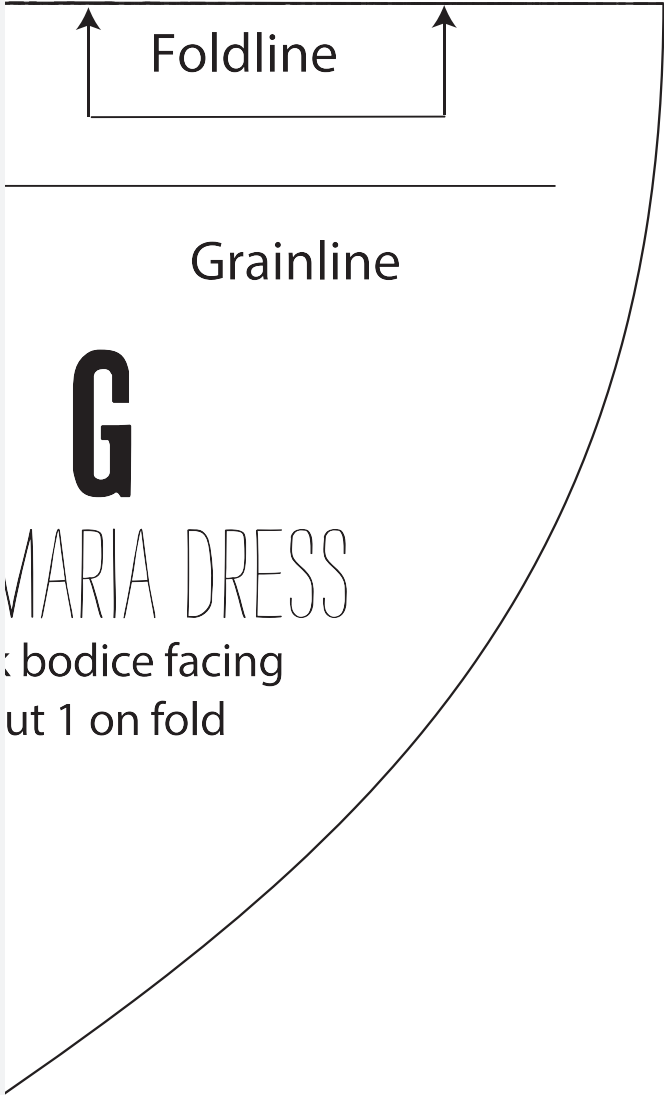 Foldline
Grainline
G
MARIA DRESS
k bodice facing
ut 1 on fold